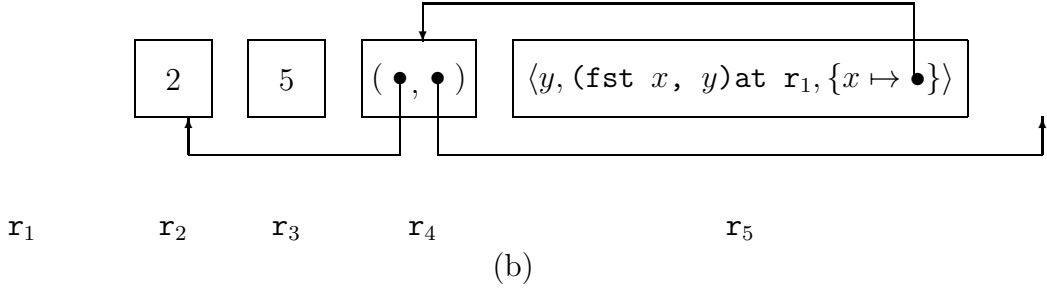 2 5 ( ● , ● ) ⟨y, (fst x, y)at r₁, {x ↦ ●}⟩
r₁ r₂ r₃ r₄ r₅
(b)